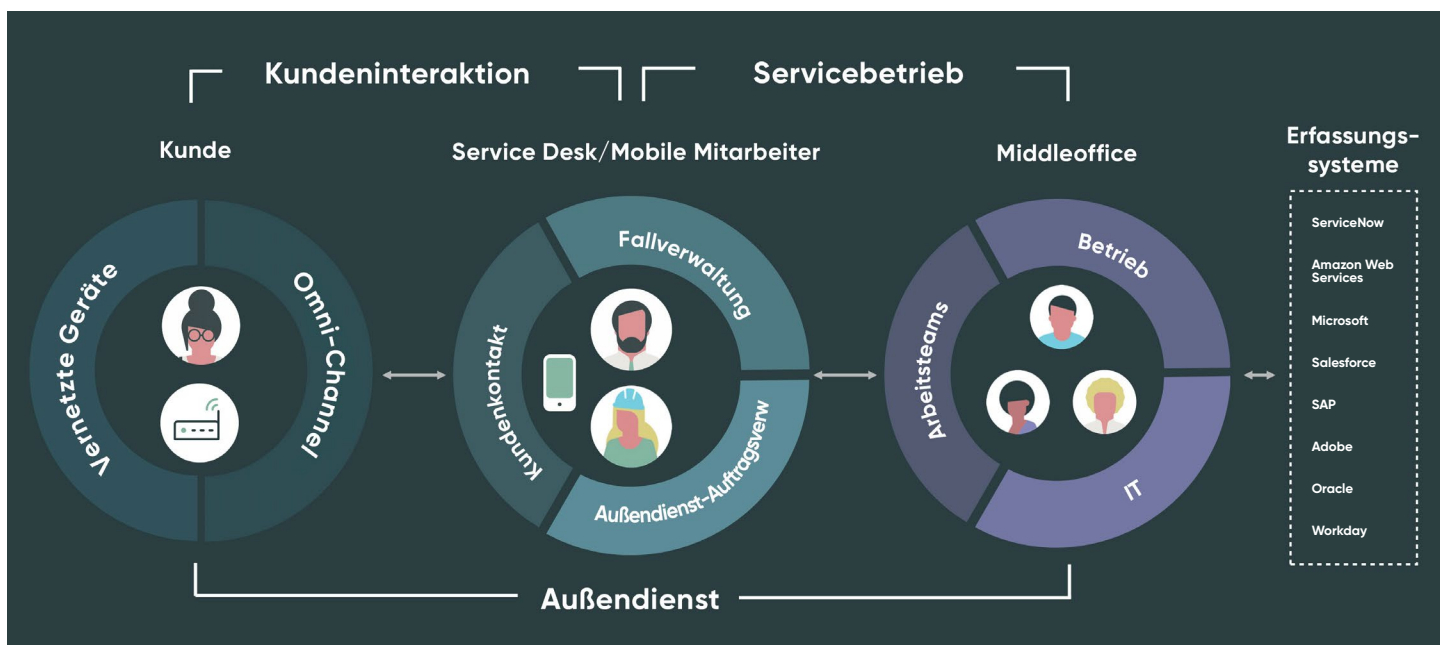 Kundeninteraktion
Servicebetrieb
Kunde
Service Desk/Mobile Mitarbeiter
Middleoffice
Erfassungs-
systeme
Vernetzte Geräte
Omni-Channel
Kundenkontakt
Fallverwaltung
Außendienst-Auftragsverw
Arbeitsteams
Betrieb
IT
ServiceNow
Amazon Web
Services
Microsoft
Salesforce
SAP
Adobe
Oracle
Workday
Außendienst